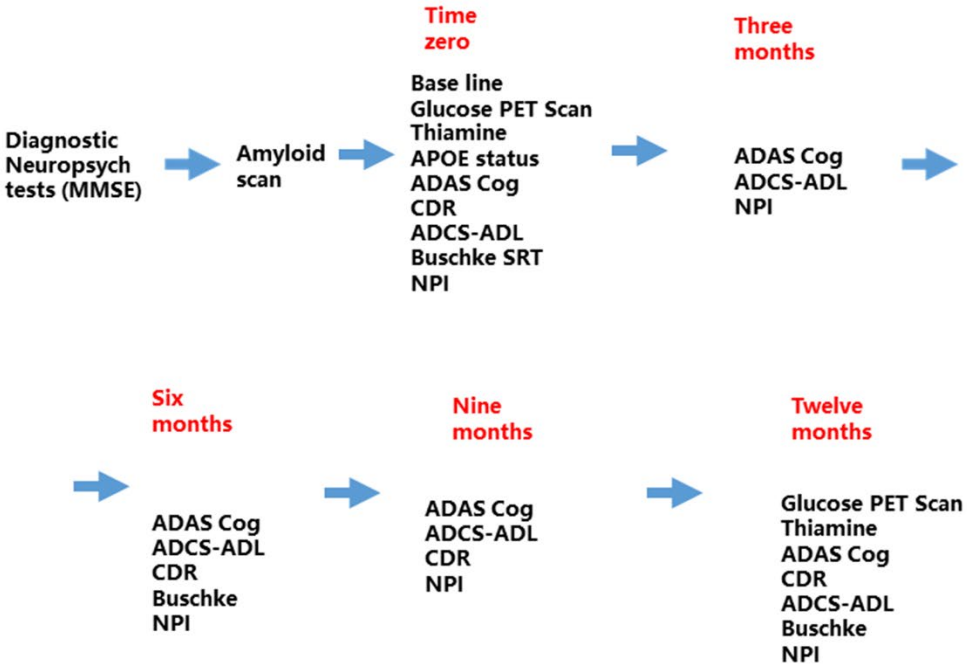 Diagnostic
Neuropsych
tests (MMSE)
Amyloid
scan
Time
zero
Base line
Glucose PET Scan
Thiamine
APOE status
ADAS Cog
CDR
ADCS-ADL
Buschke SRT
NPI
Three
months
ADAS Cog
ADCS-ADL
NPI
Six
months
ADAS Cog
ADCS-ADL
CDR
Buschke
NPI
Nine
months
ADAS Cog
ADCS-ADL
CDR
NPI
Twelve
months
Glucose PET Scan
Thiamine
ADAS Cog
CDR
ADCS-ADL
Buschke
NPI